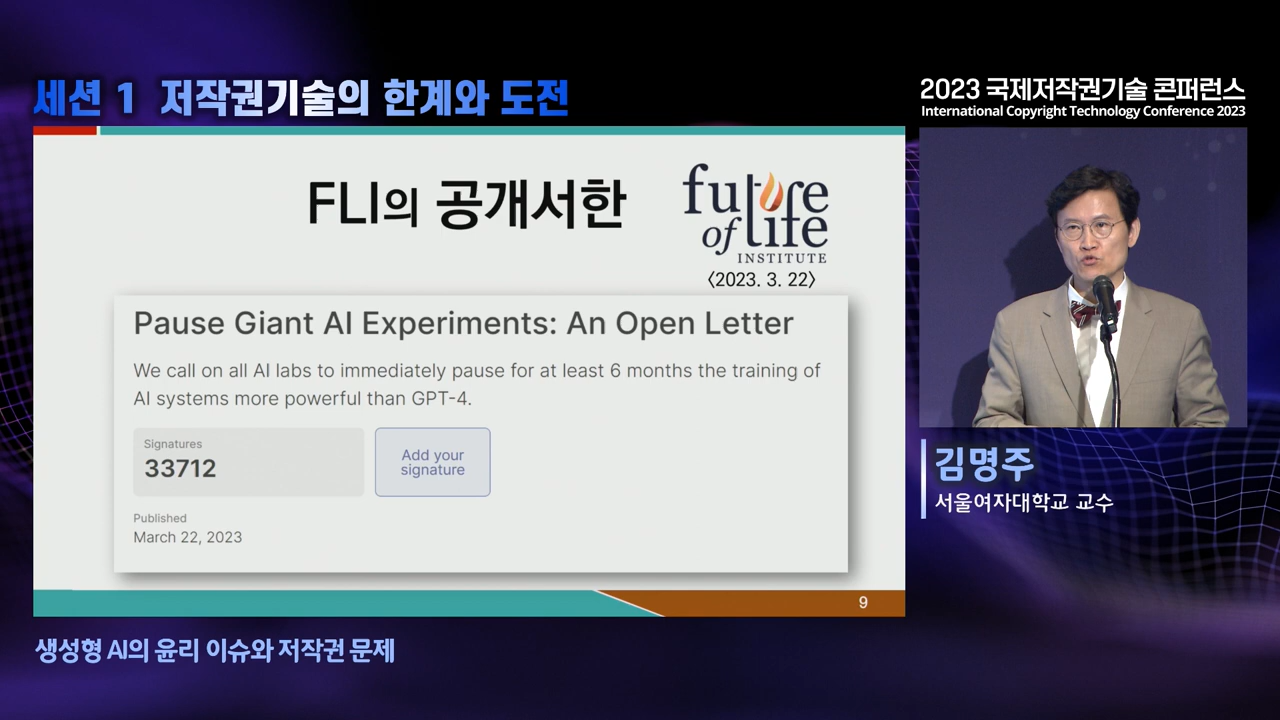 세션 1 저작권기술의 한계와 도전
2023 국제저작권기술 콘퍼런스
International Copyright Technology Conference 2023
FLI의 공개서한
future
of life
INSTITUTE
<2023. 3. 22>
Pause Giant AI Experiments: An Open Letter
We call on all AI labs to immediately pause for at least 6 months the training of
AI systems more powerful than GPT-4.
Signatures
33712
Add your
signature
Published
March 22, 2023
9
김명주
서울여자대학교 교수
생성형 AI의 윤리 이슈와 저작권 문제